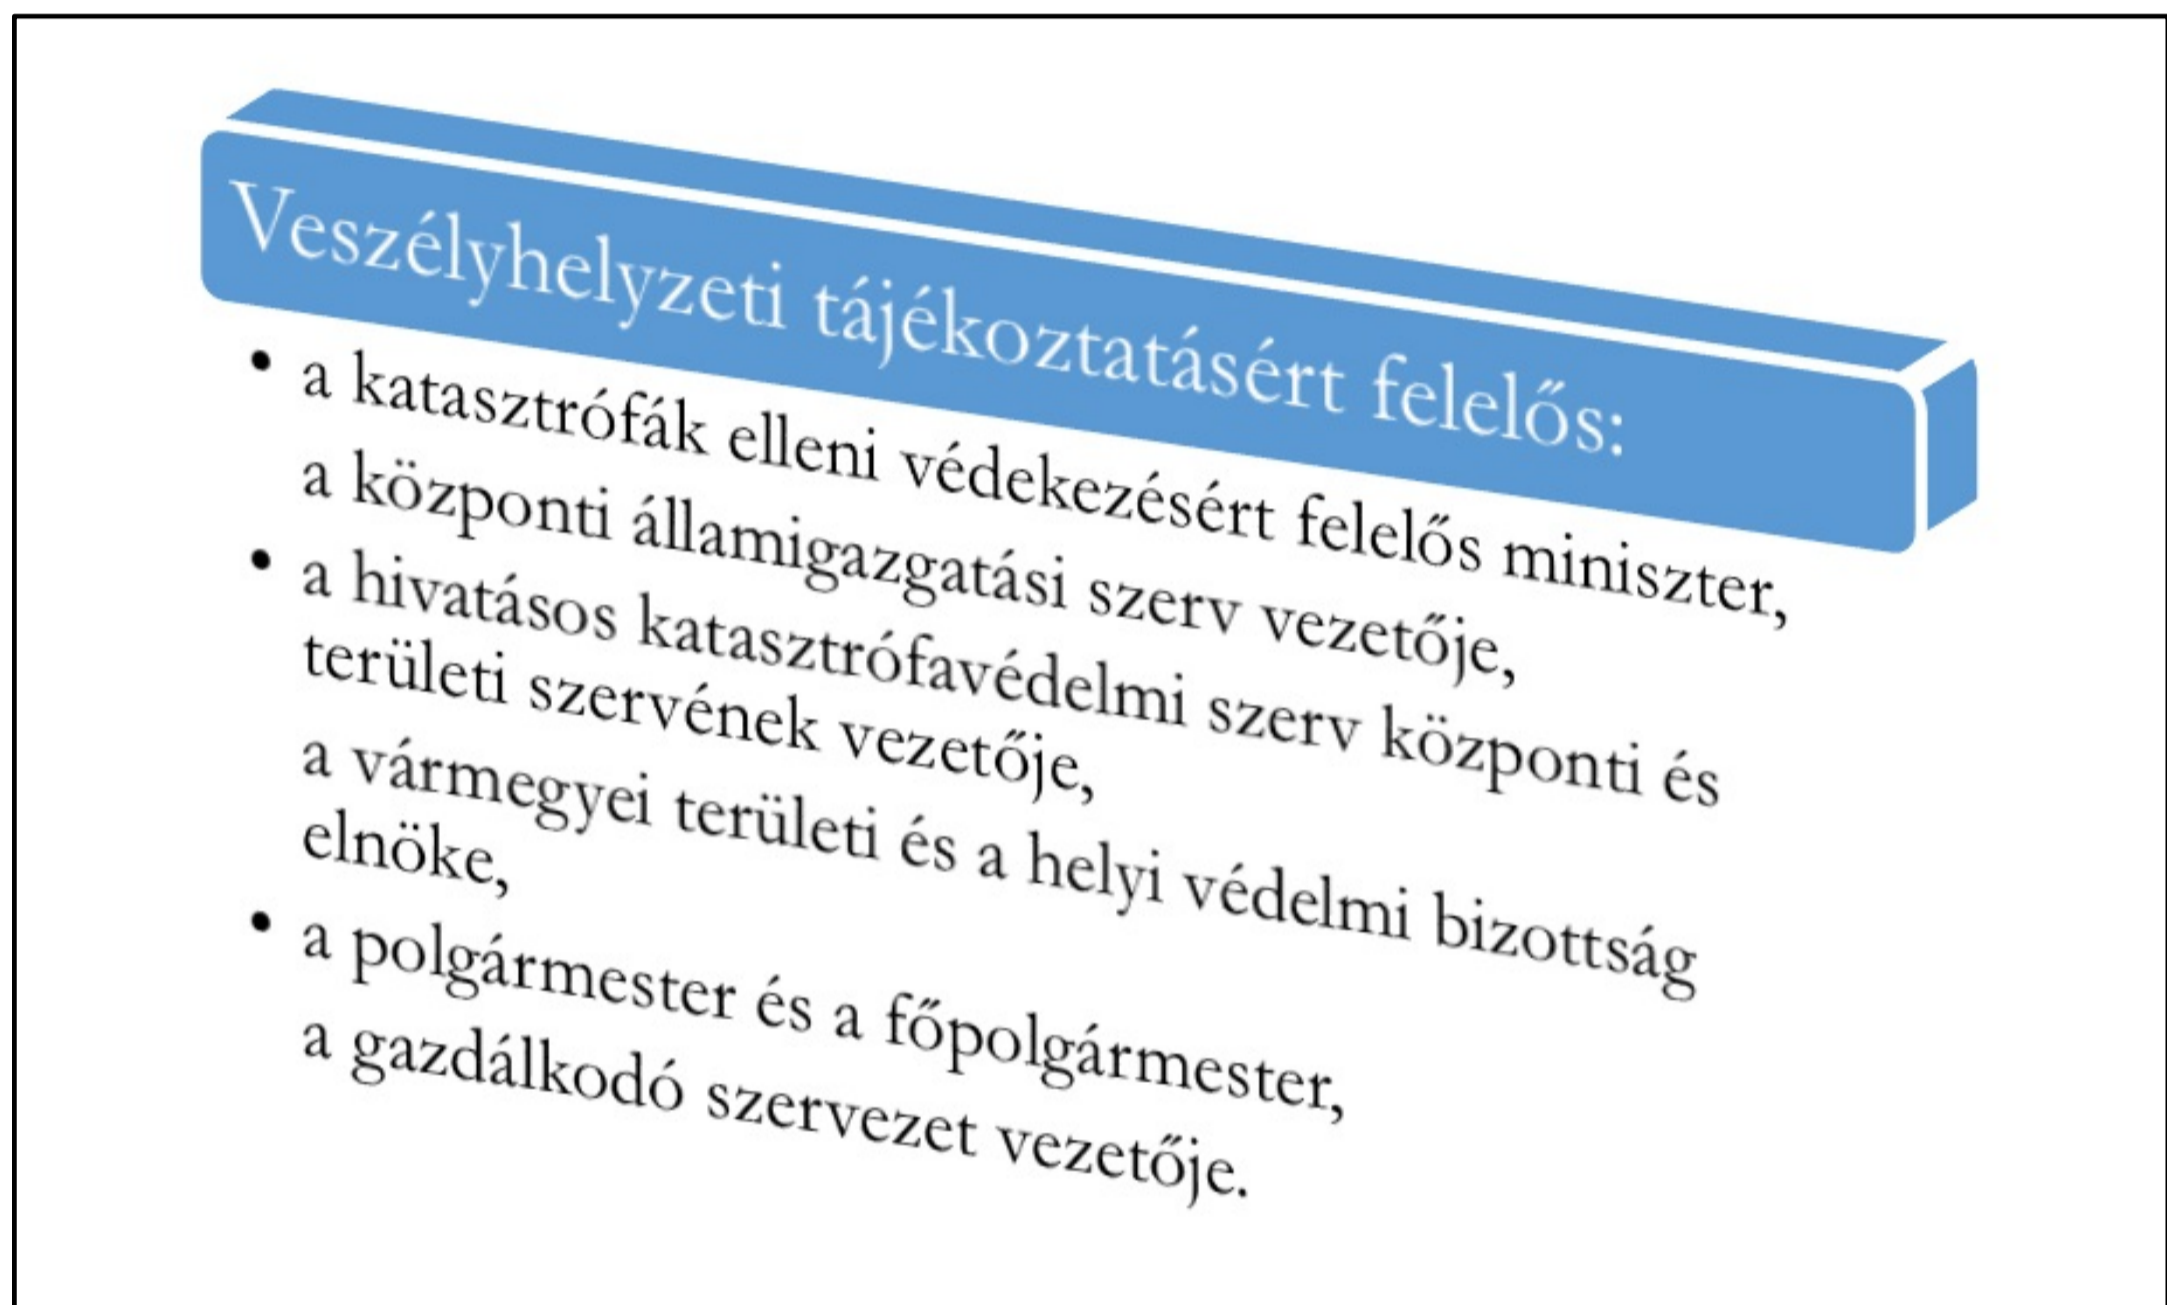 Veszélyhelyzeti tájékoztatásért felelős:
• a katasztrófák elleni védekezésért felelős miniszter,
a központi államigazgatási szerv vezetője,
• a hivatásos katasztrófavédelmi szerv központi és
területi szervének vezetője,
a vármegyei területi és a helyi védelmi bizottság
elnöke,
• a polgármester és a főpolgármester,
a gazdálkodó szervezet vezetője.